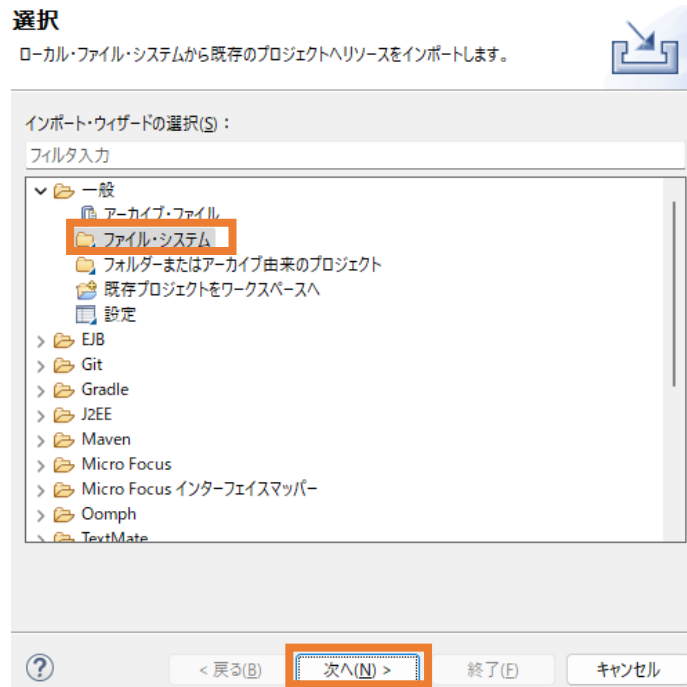 選択
ローカル・ファイル・システムから既存のプロジェクトへリソースをインポートします。
インポート・ウィザードの選択(S)：
フィルタ入力
一般
アーカイブ・ファイル
ファイル・システム
フォルダーまたはアーカイブ由来のプロジェクト
既存プロジェクトをワークスペースへ
設定
EJB
Git
Gradle
J2EE
Maven
Micro Focus
Micro Focus インターフェイスマッパー
Oomph
TextMate
?
< 戻る(B) 次へ(N) > 終了(F) キャンセル